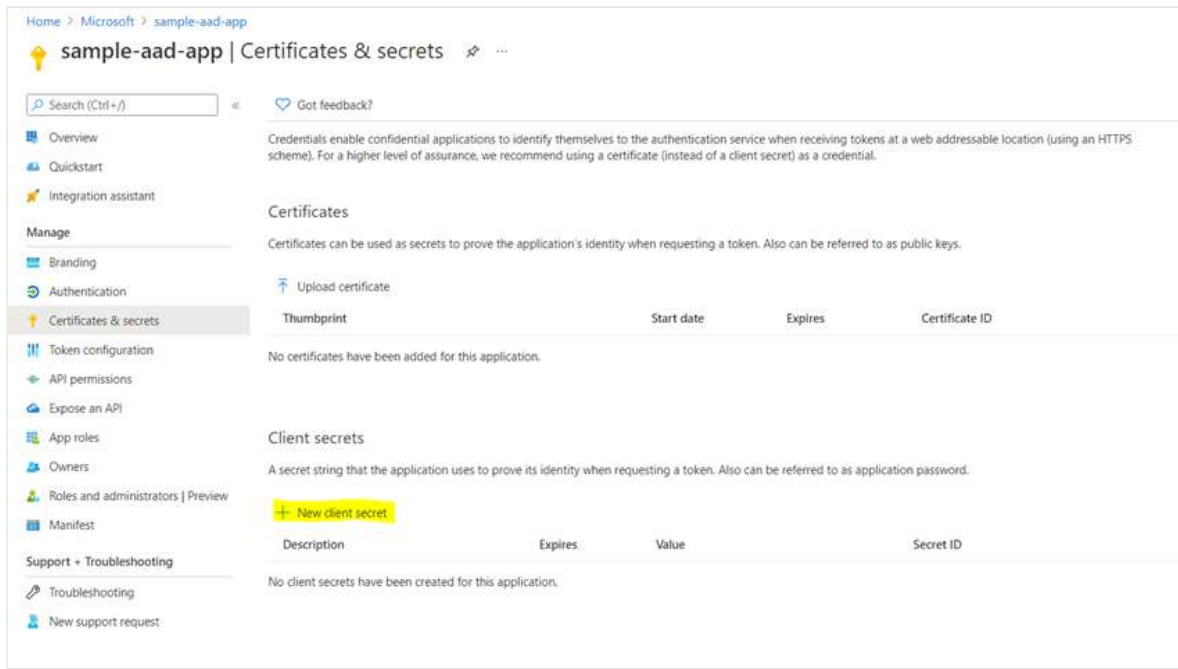 Home > Microsoft > sample-aad-app
sample-aad-app | Certificates & secrets ...
Search (Ctrl+/) «
Overview
Quickstart
Integration assistant
Manage
Branding
Authentication
Certificates & secrets
Token configuration
API permissions
Expose an API
App roles
Owners
Roles and administrators | Preview
Manifest
Support + Troubleshooting
Troubleshooting
New support request
Got feedback?
Credentials enable confidential applications to identify themselves to the authentication service when receiving tokens at a web addressable location (using an HTTPS
scheme). For a higher level of assurance, we recommend using a certificate (instead of a client secret) as a credential.
Certificates
Certificates can be used as secrets to prove the application's identity when requesting a token. Also can be referred to as public keys.
Upload certificate
Thumbprint Start date Expires Certificate ID
No certificates have been added for this application.
Client secrets
A secret string that the application uses to prove its identity when requesting a token. Also can be referred to as application password.
+ New client secret
Description Expires Value Secret ID
No client secrets have been created for this application.